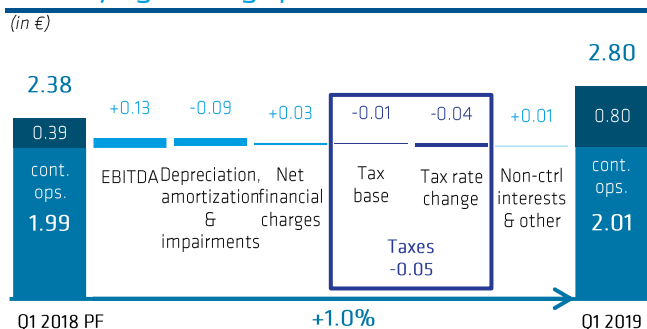 (in €)
2.38
0.39
cont.
ops.
1.99
+0.13
EBITDA
-0.09
Depreciation,
amortization
&
impairments
+0.03
Net
financial
charges
-0.01
Tax
base
-0.04
Tax rate
change
Taxes
-0.05
+0.01
Non-ctrl
interests
& other
2.80
0.80
cont.
ops.
2.01
Q1 2018 PF
+1.0%
Q1 2019